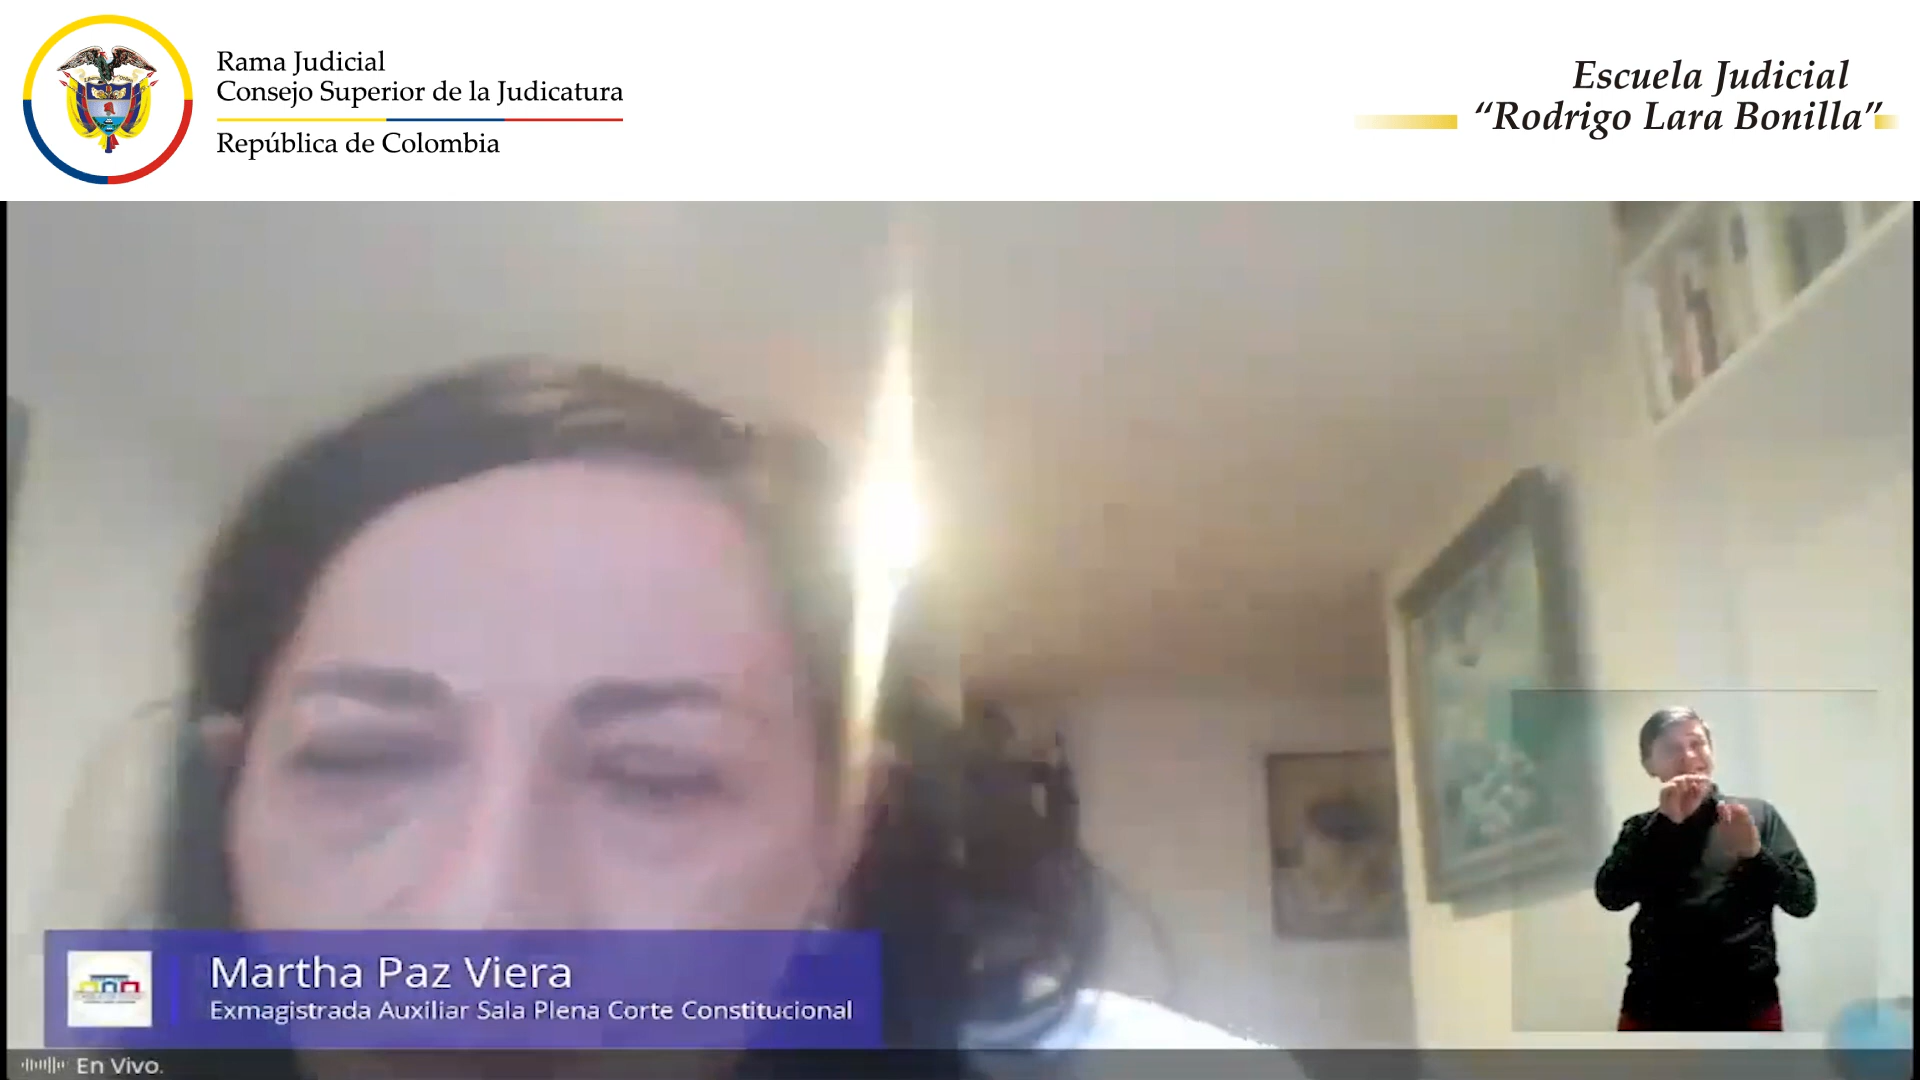 Rama Judicial
Consejo Superior de la Judicatura
República de Colombia
Escuela Judicial
“Rodrigo Lara Bonilla”
Martha Paz Viera
Exmagistrada Auxiliar Sala Plena Corte Constitucional
En Vivo.